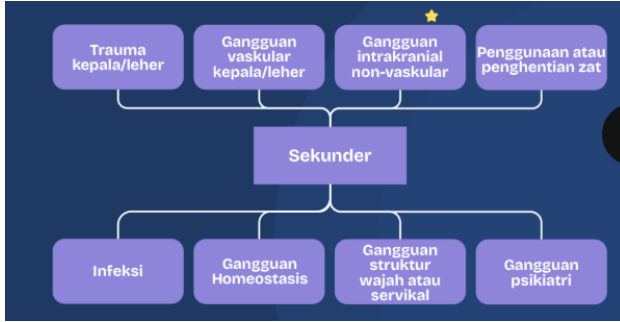 Trauma
kepala/leher
Gangguan
vaskular
kepala/leher
Gangguan
intrakranial
non-vaskular
Penggunaan atau
penghentian zat
Sekunder
Infeksi
Gangguan
Homeostasis
Gangguan
struktur
wajah atau
servikal
Gangguan
psikiatri